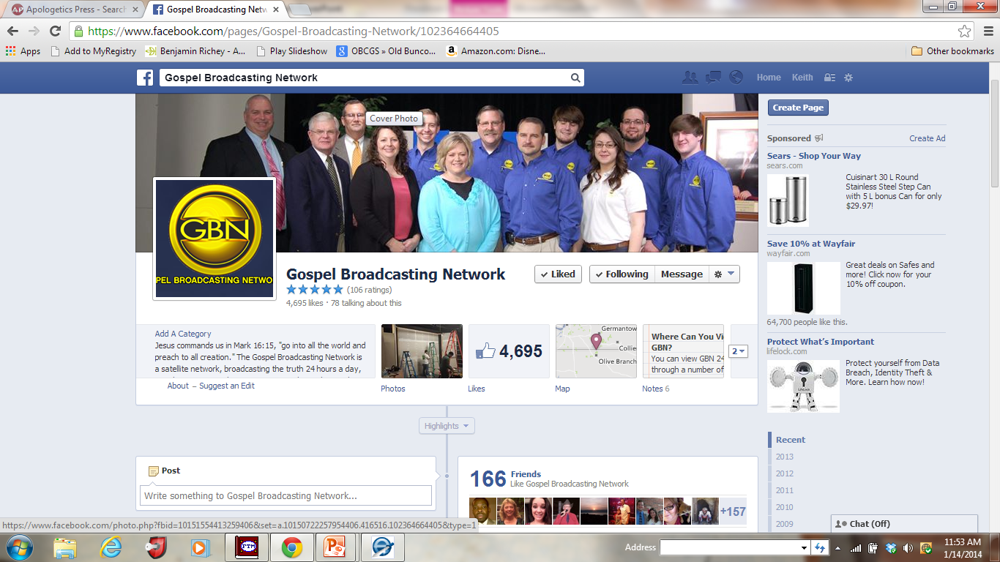 Apologetics Press - Search
Gospel Broadcasting Netw
https://www.facebook.com/pages/Gospel-Broadcasting-Network/102364664405
Apps
Add to MyRegistry
Benjamin Richey - A...
Play Slideshow
OBCGS » Old Bunco...
Amazon.com: Disne...
Other bookmarks
Gospel Broadcasting Network
Home
Keith
Cover Photo
GBN
PEL BROADCASTING NETWO
Gospel Broadcasting Network
(106 ratings)
4,695 likes · 78 talking about this
Liked
Following
Message
Add A Category
Jesus commands us in Mark 16:15, "go into all the world and
preach to all creation." The Gospel Broadcasting Network is
a satellite network, broadcasting the truth 24 hours a day,
About – Suggest an Edit
Photos
4,695
Likes
Germantow
Collie
Olive Branch
Map
Where Can You Vi
GBN?
You can view GBN 24
through a number of
Notes 6
2
Highlights
Post
Write something to Gospel Broadcasting Network...
166 Friends
Like Gospel Broadcasting Network
+157
Create Page
Sponsored
Create Ad
Sears - Shop Your Way
sears.com
Cuisinart 30 L Round
Stainless Steel Step Can
with 5 L bonus Can for only
$29.97!
Save 10% at Wayfair
wayfair.com
Great deals on Safes and
more! Click now for your
10% off coupon.
64,700 people like this.
Protect What's Important
lifelock.com
Protect yourself from Data
Breach, Identity Theft &
More. Learn how now!
Recent
2013
2012
2011
2010
2009
Chat (Off)
https://www.facebook.com/photo.php?fbid=10151554413259406&set=a.10150722257954406.416516.102364664405&type=1
FTM
Address
11:53 AM
1/14/2014